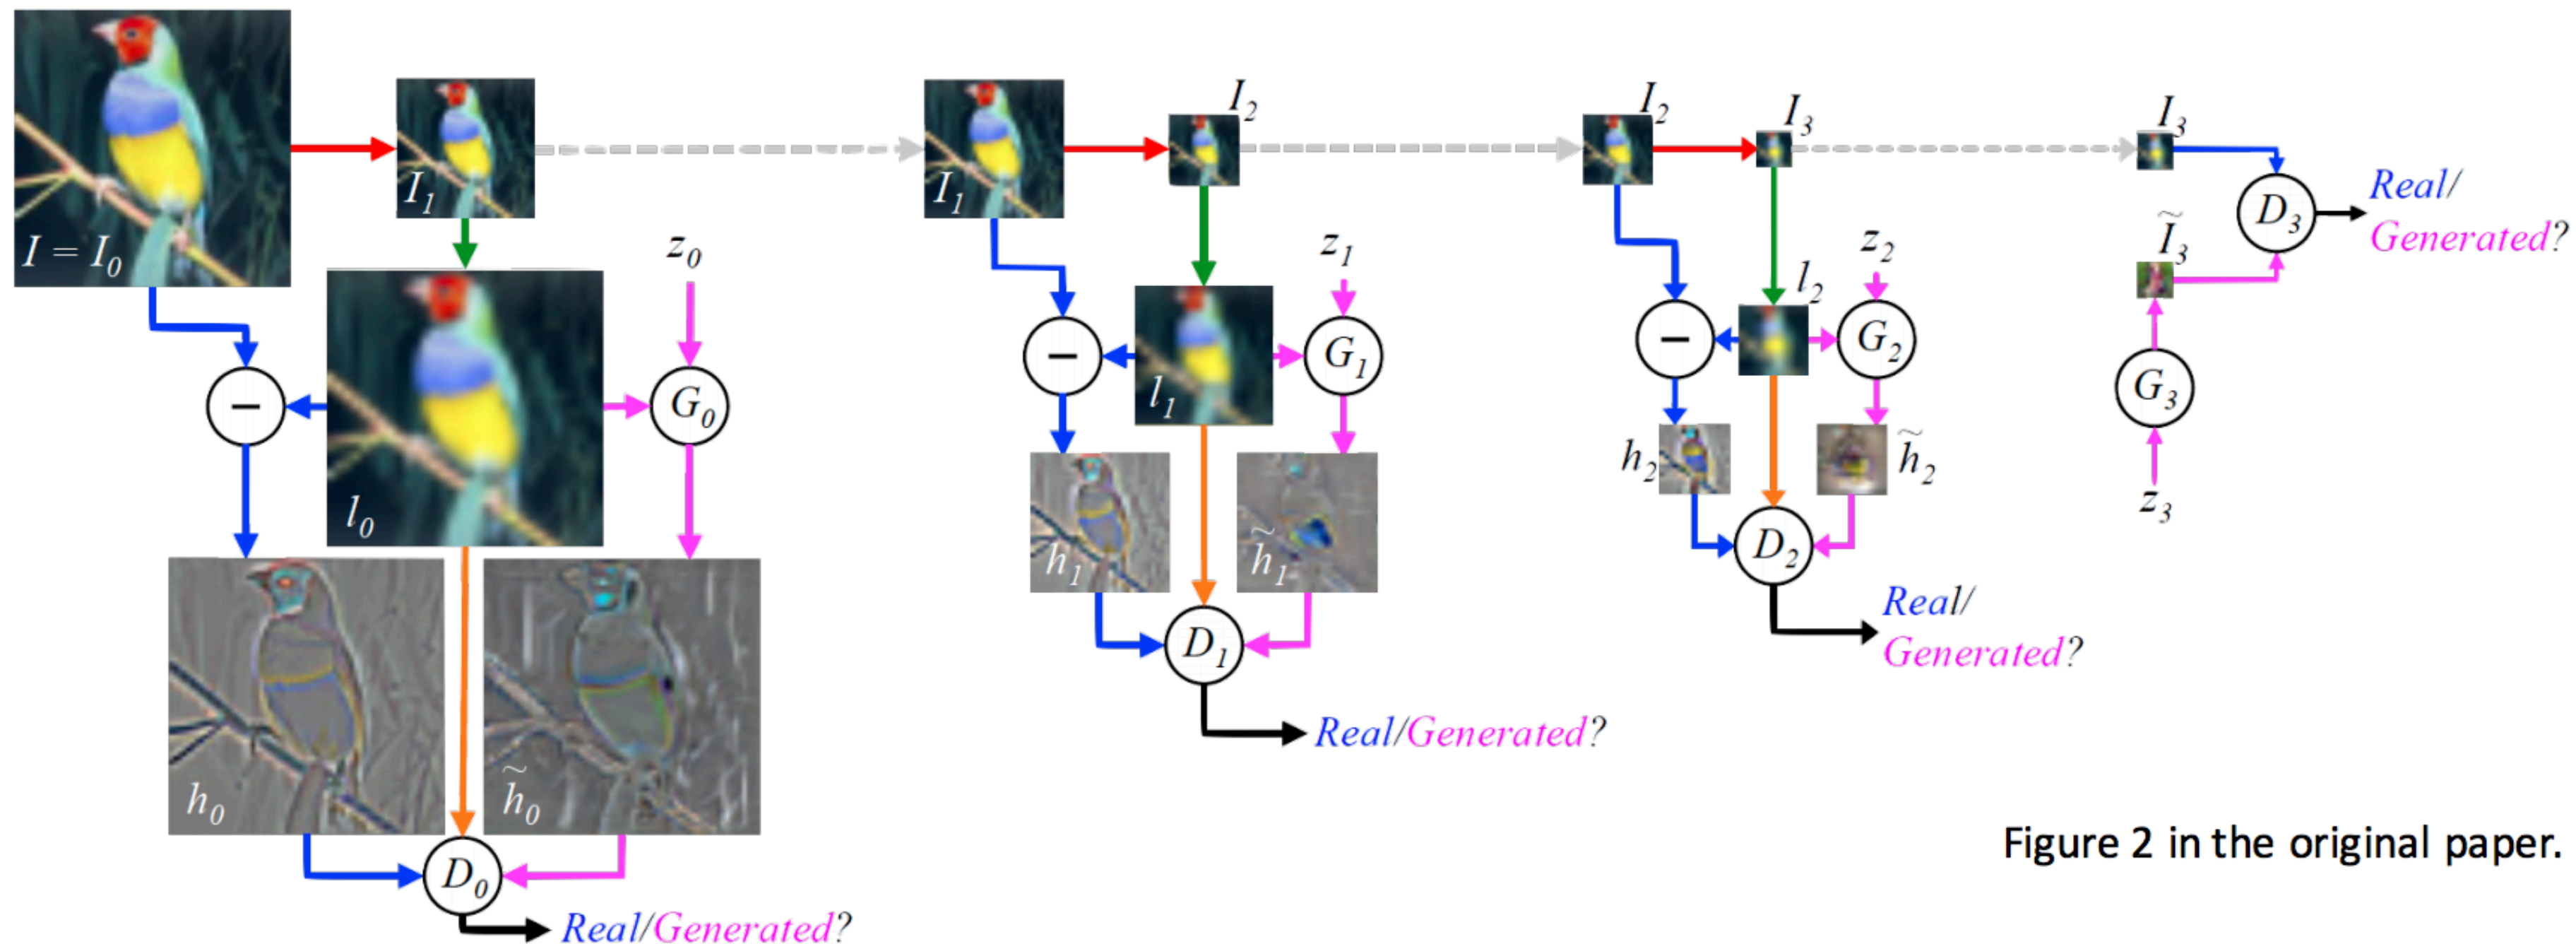 I = I₀
I₁
l₀
z₀
G₀
−
h₀
h̃₀
D₀
Real/Generated?
I₁
I₂
l₁
z₁
G₁
−
h₁
h̃₁
D₁
Real/Generated?
I₂
I₃
l₂
z₂
G₂
−
h₂
h̃₂
D₂
Real/
Generated?
I₃
D₃
Real/
Generated?
Ĩ₃
G₃
z₃
Figure 2 in the original paper.